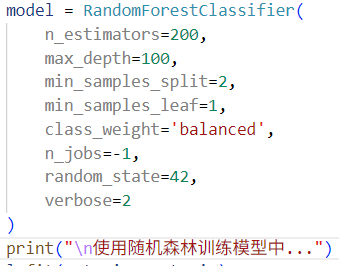 model = RandomForestClassifier(
    n_estimators=200,
    max_depth=100,
    min_samples_split=2,
    min_samples_leaf=1,
    class_weight='balanced',
    n_jobs=-1,
    random_state=42,
    verbose=2
)
print("\n使用随机森林训练模型中...")